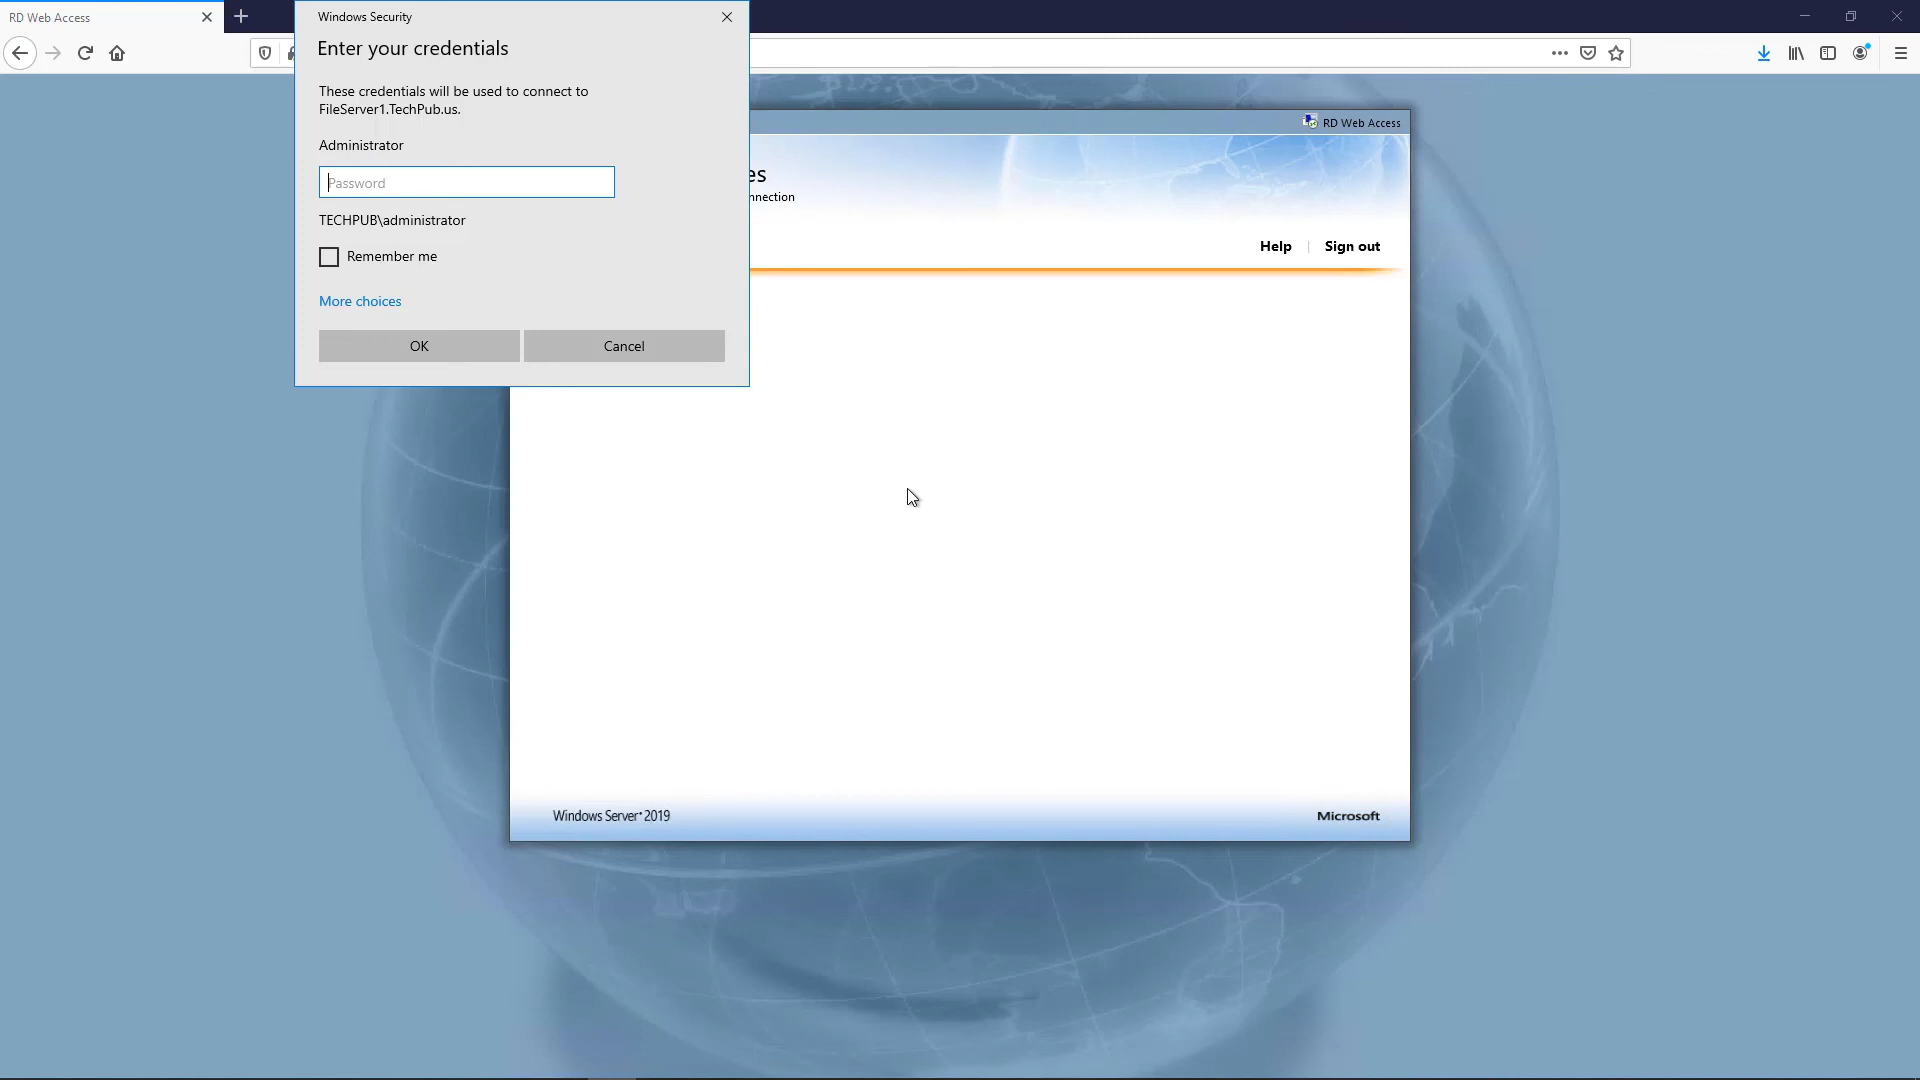 RD Web Access
Windows Security
Enter your credentials
These credentials will be used to connect to
FileServer1.TechPub.us.
Administrator
Password
TECHPUB\administrator
Remember me
More choices
OK
Cancel
RD Web Access
es
nnection
Help
Sign out
Windows Server 2019
Microsoft